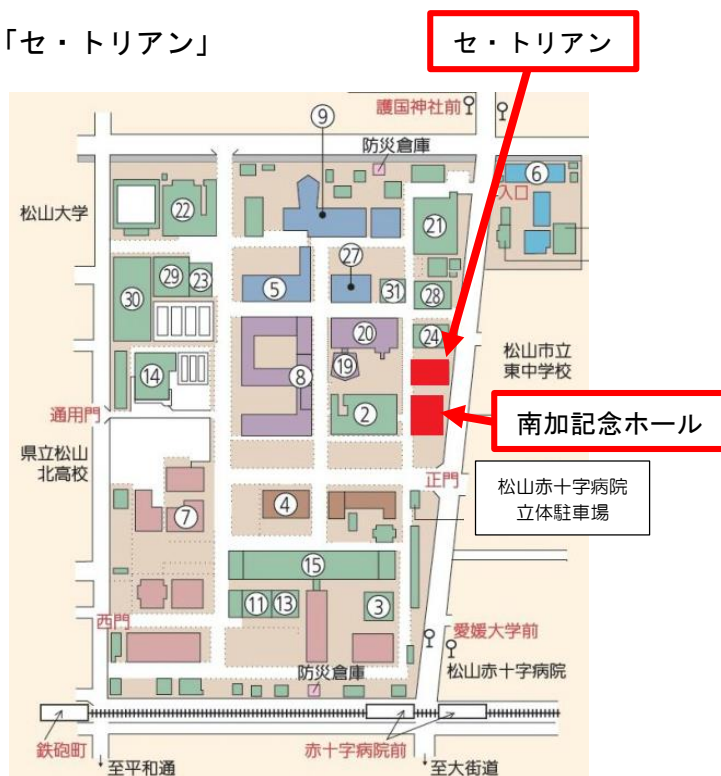 「セ・トリアン」
セ・トリアン
護国神社前
⑨
防災倉庫
⑥
入口
松山大学
㉒
㉑
㉗
㉙
㉓
⑤
㉛
㉘
㉚
⑳
㉔
⑧
⑲
松山市立
東中学校
⑭
②
通用門
南加記念ホール
県立松山
北高校
正門
松山赤十字病院
立体駐車場
④
⑦
⑮
⑪
⑬
③
西門
愛媛大学前
松山赤十字病院
防災倉庫
鉄砲町
赤十字病院前
至平和通
至大街道